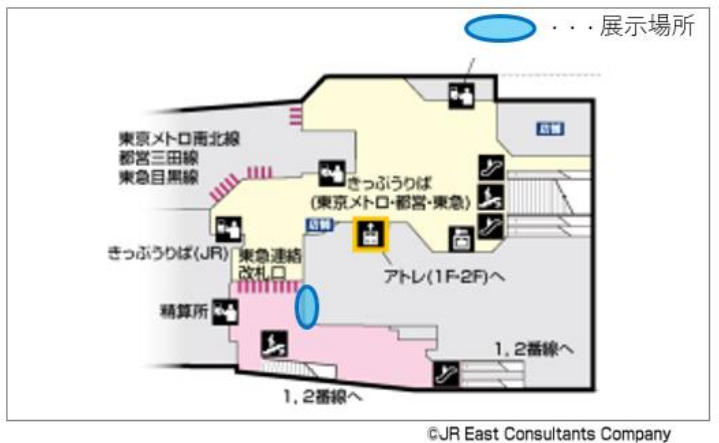 ・・・展示場所
東京メトロ南北線
都営三田線
東急目黒線
店舗
きっぷうりば
(東京メトロ・都営・東急)
店舗
きっぷうりば(JR)
東急連絡
改札口
アトレ(1F・2F)へ
精算所
1,2番線へ
1,2番線へ
©JR East Consultants Company